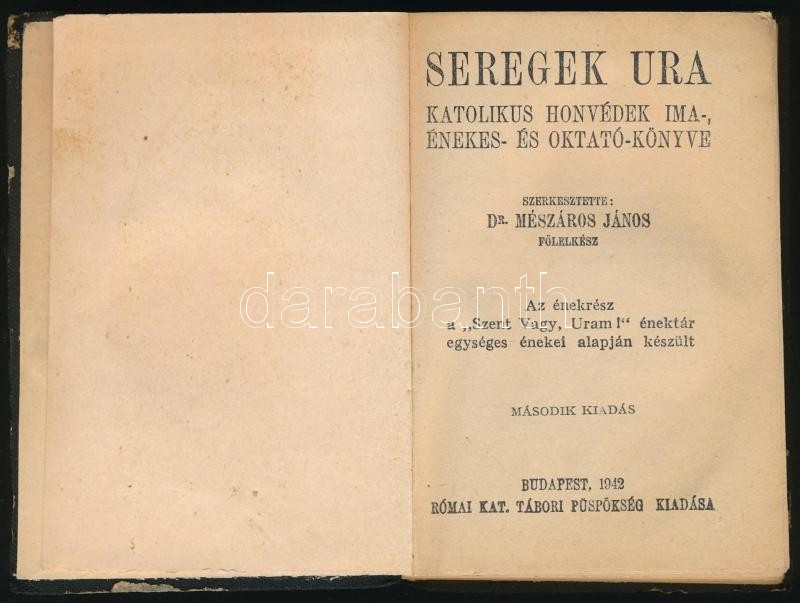 SEREGEK URA
KATOLIKUS HONVÉDEK IMA-,
ÉNEKES- ÉS OKTATÓ-KÖNYVE
SZERKESZTETTE:
DR. MÉSZÁROS JÁNOS
FŐLELKÉSZ
Az énekrész
a „Szent Vagy, Uram!“ énektár
egységes énekei alapján készült
MÁSODIK KIADÁS
BUDAPEST, 1942
RÓMAI KAT. TÁBORI PÜSPÖKSÉG KIADÁSA
darabanth